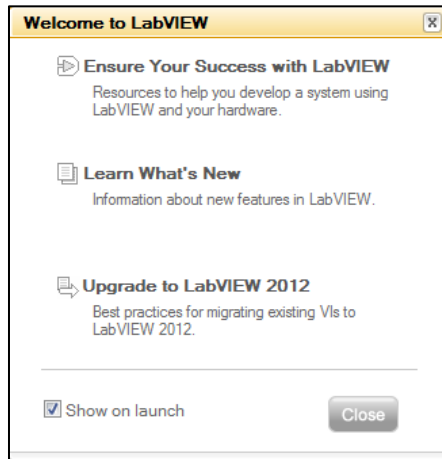 Welcome to LabVIEW
Ensure Your Success with LabVIEW
Resources to help you develop a system using
LabVIEW and your hardware.
Learn What's New
Information about new features in LabVIEW.
Upgrade to LabVIEW 2012
Best practices for migrating existing VIs to
LabVIEW 2012.
Show on launch
Close